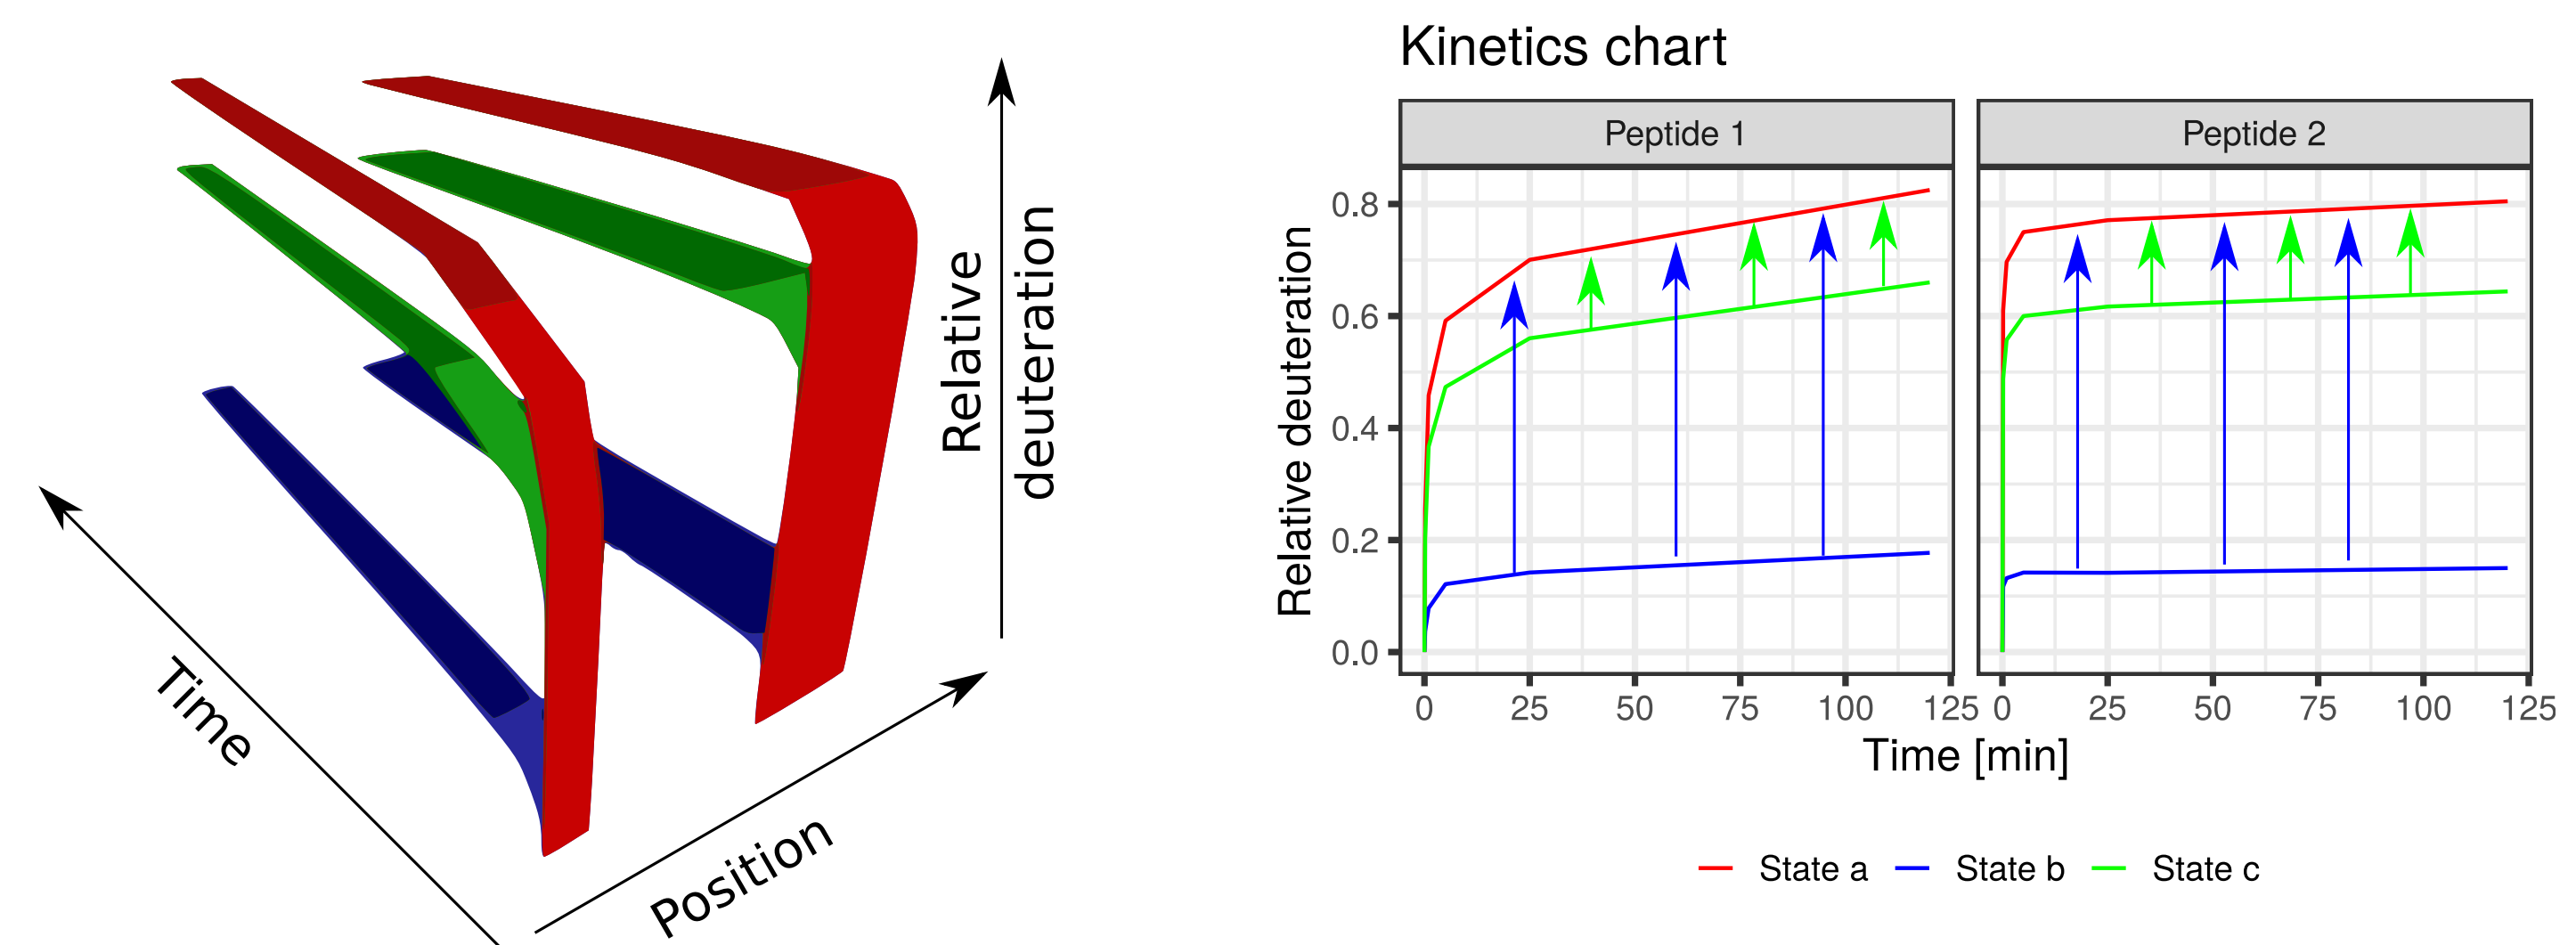 Relative
deuteration
Time
Position
Kinetics chart
Peptide 1
Peptide 2
Relative deuteration
0.8
0.6
0.4
0.2
0.0
0 25 50 75 100 125
0 25 50 75 100 125
Time [min]
State a State b State c